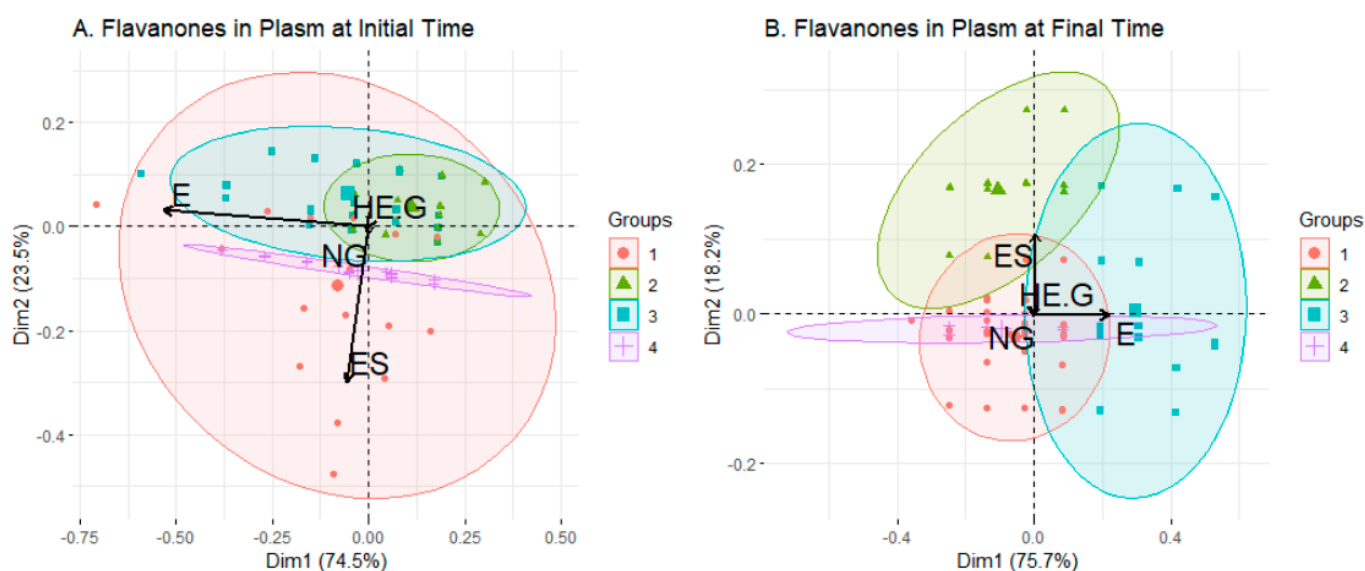 A. Flavanones in Plasm at Initial Time
Dim2 (23.5%)
0.2
0.0
-0.2
-0.4
E
HE.G
NG
ES
-0.75
-0.50
-0.25
0.00
0.25
0.50
Dim1 (74.5%)
Groups
1
2
3
4
B. Flavanones in Plasm at Final Time
Dim2 (18.2%)
0.2
0.0
-0.2
ES
HE.G
NG
E
-0.4
0.0
0.4
Dim1 (75.7%)
Groups
1
2
3
4